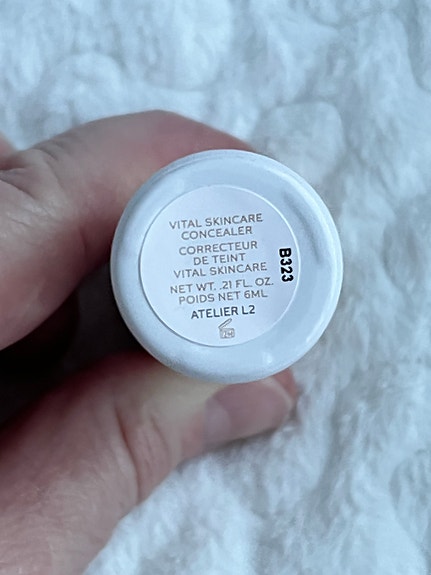 VITAL SKINCARE
CONCEALER
CORRECTEUR
DE TEINT
VITAL SKINCARE
NET WT. .21 FL. OZ.
POIDS NET 6ML
ATELIER L2
B323